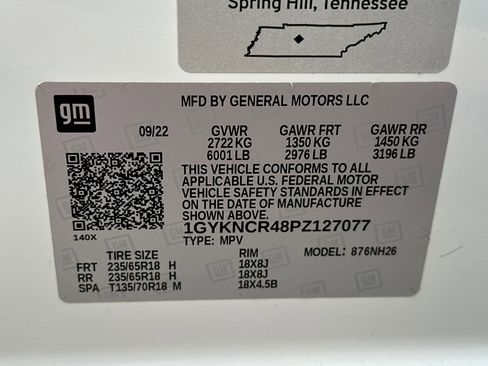 Spring Hill, Tennessee
gm
MFD BY GENERAL MOTORS LLC
09/22 GVWR GAWR FRT GAWR RR
2722 KG 1350 KG 1450 KG
6001 LB 2976 LB 3196 LB
THIS VEHICLE CONFORMS TO ALL
APPLICABLE U.S. FEDERAL MOTOR
VEHICLE SAFETY STANDARDS IN EFFECT
ON THE DATE OF MANUFACTURE
SHOWN ABOVE.
1GYKNCR48PZ127077
140X
TYPE: MPV MODEL: 876NH26
TIRE SIZE RIM
FRT 235/65R18 H 18X8J
RR 235/65R18 H 18X8J
SPA T135/70R18 M 18X4.5B